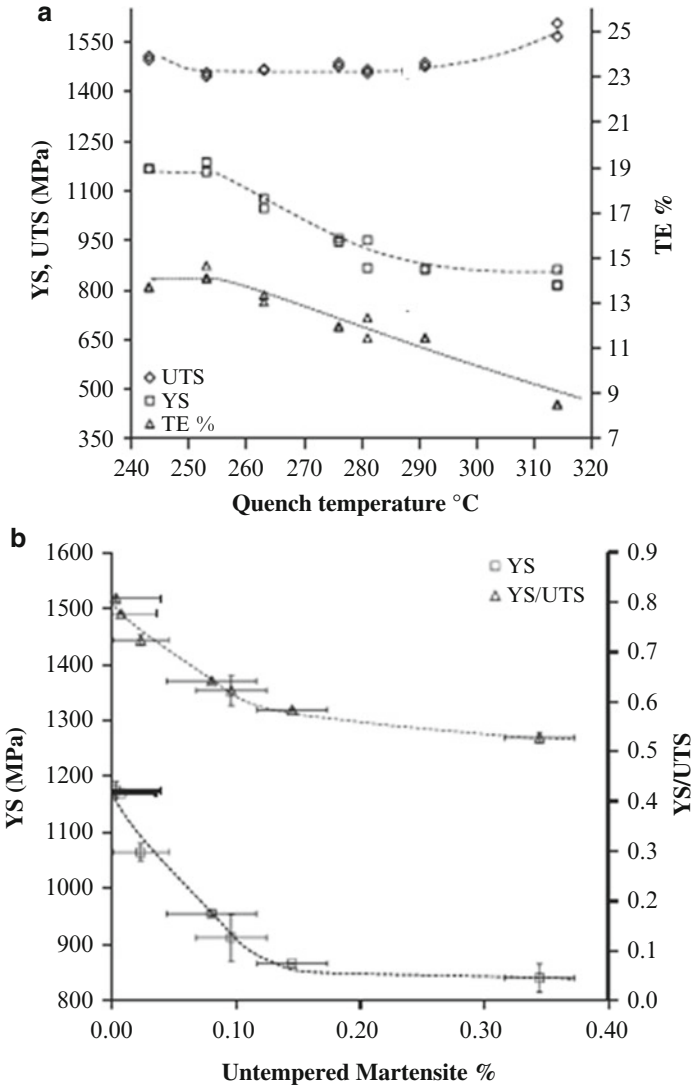 a
1550
1400
1250
1100
950
800
650
500
350
YS, UTS (MPa)
25
23
21
19
17
15
13
11
9
7
TE %
UTS
YS
TE %
240 250 260 270 280 290 300 310 320
Quench temperature °C
b
1600
1500
1400
1300
1200
1100
1000
900
800
YS (MPa)
YS
YS/UTS
0.9
0.8
0.7
0.6
0.5
0.4
0.3
0.2
0.1
0.0
YS/UTS
0.00 0.10 0.20 0.30 0.40
Untempered Martensite %